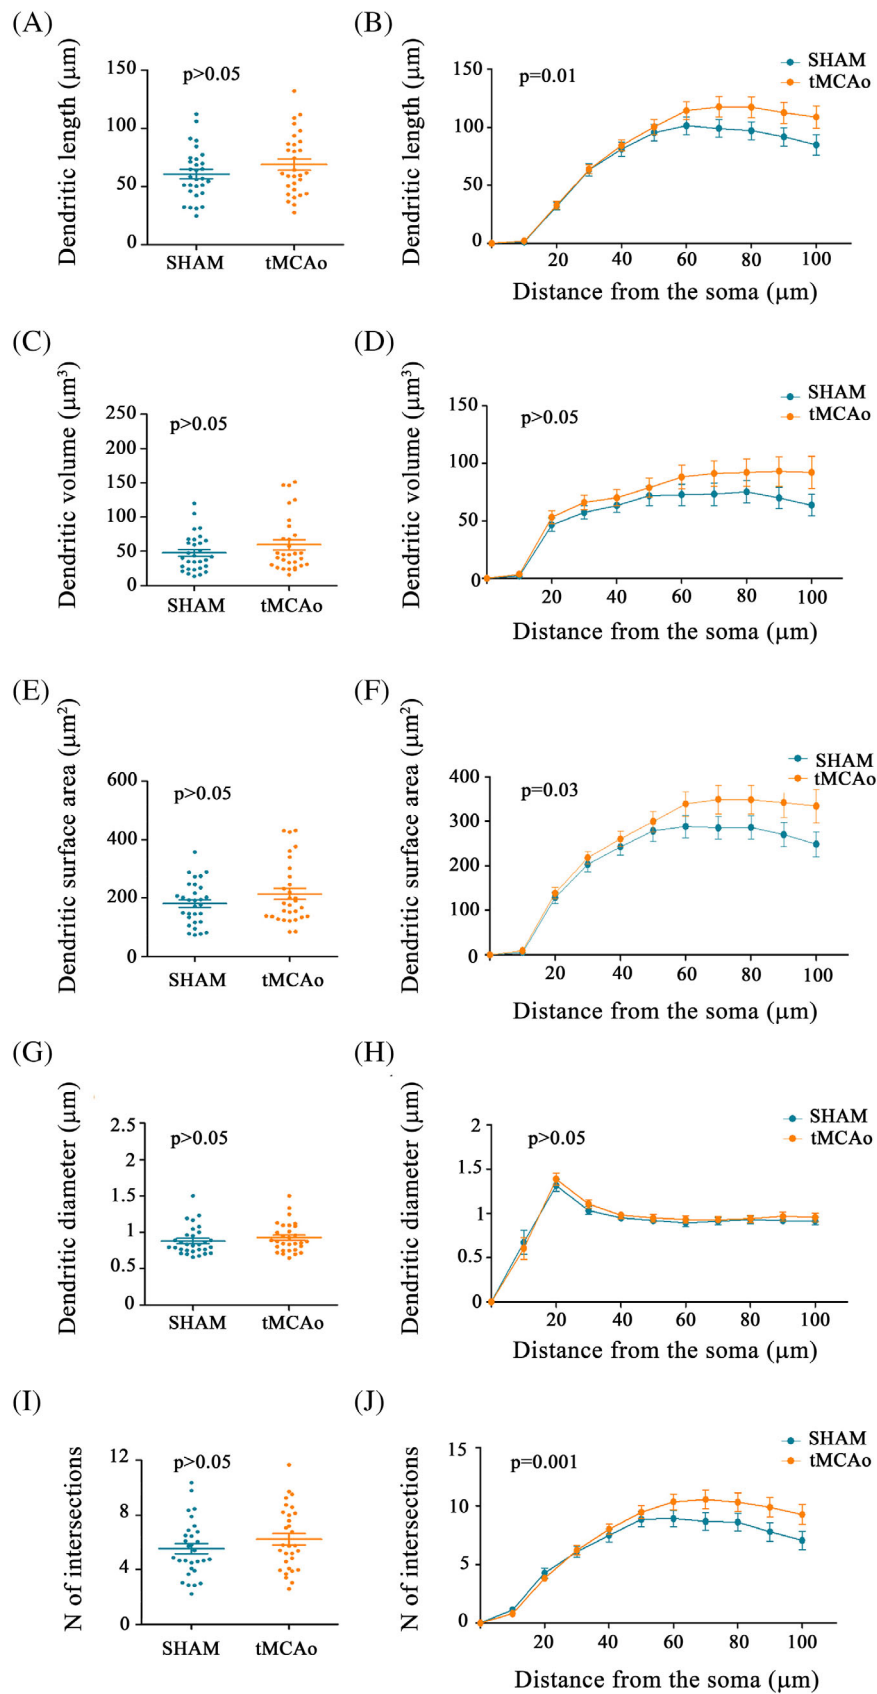 (A)
Dendritic length (μm)
p>0.05
150
100
50
0
SHAM
tMCAo
(B)
Dendritic length (μm)
p=0.01
SHAM
tMCAo
150
100
50
0
20
40
60
80
100
Distance from the soma (μm)
(C)
Dendritic volume (μm³)
p>0.05
250
200
150
100
50
0
SHAM
tMCAo
(D)
Dendritic volume (μm³)
p>0.05
SHAM
tMCAo
150
100
50
0
20
40
60
80
100
Distance from the soma (μm)
(E)
Dendritic surface area (μm²)
p>0.05
600
400
200
0
SHAM
tMCAo
(F)
Dendritic surface area (μm²)
p=0.03
SHAM
tMCAo
400
300
200
100
0
20
40
60
80
100
Distance from the soma (μm)
(G)
Dendritic diameter (μm)
p>0.05
2.5
2
1.5
1
0.5
0
SHAM
tMCAo
(H)
Dendritic diameter (μm)
p>0.05
SHAM
tMCAo
2
1.5
1
0.5
0
20
40
60
80
100
Distance from the soma (μm)
(I)
N of intersections
p>0.05
12
8
4
0
SHAM
tMCAo
(J)
N of intersections
p=0.001
SHAM
tMCAo
15
10
5
0
20
40
60
80
100
Distance from the soma (μm)